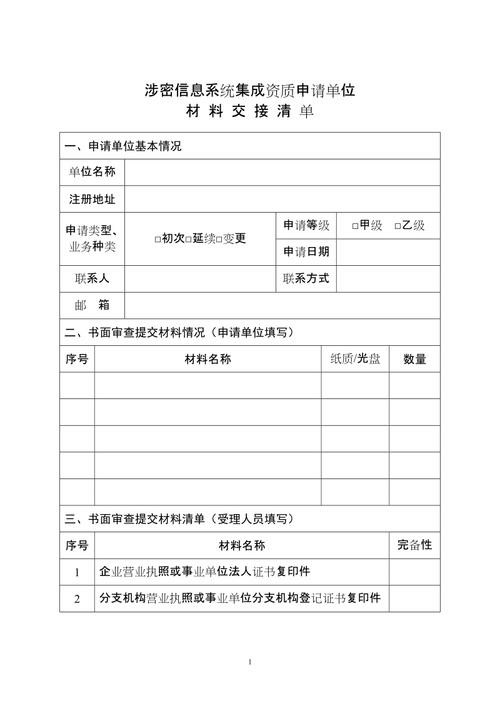 涉密信息系统集成资质申请单位
材 料 交 接 清 单
一、申请单位基本情况
单位名称
注册地址
申请类型、
业务种类
□初次□延续□变更
申请等级
□甲级 □乙级
申请日期
联系人
联系方式
邮 箱
二、书面审查提交材料情况（申请单位填写）
序号 材料名称 纸质/光盘 数量
三、书面审查提交材料清单（受理人员填写）
序号 材料名称 完备性
1 企业营业执照或事业单位法人证书复印件
2 分支机构营业执照或事业单位分支机构登记证书复印件
1